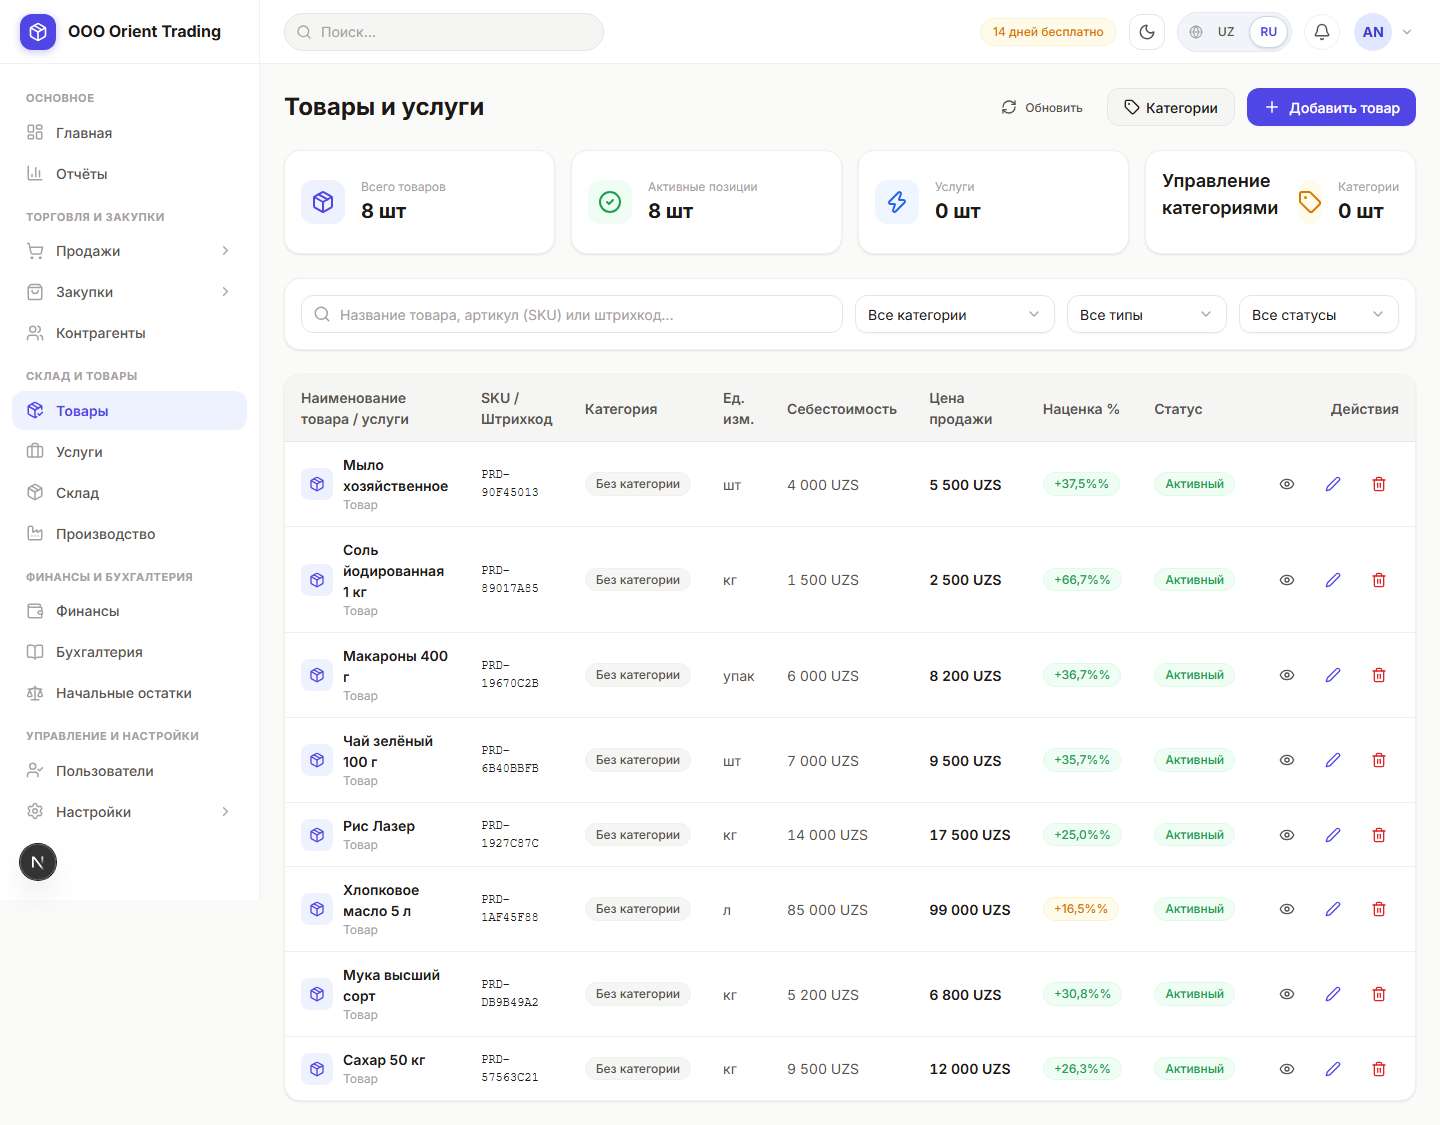 ООО Orient Trading
Поиск...
14 дней бесплатно
UZ
RU
AN
ОСНОВНОЕ
Главная
Отчёты
ТОРГОВЛЯ И ЗАКУПКИ
Продажи
Закупки
Контрагенты
СКЛАД И ТОВАРЫ
Товары
Услуги
Склад
Производство
ФИНАНСЫ И БУХГАЛТЕРИЯ
Финансы
Бухгалтерия
Начальные остатки
УПРАВЛЕНИЕ И НАСТРОЙКИ
Пользователи
Настройки
N
Товары и услуги
Обновить
Категории
Добавить товар
Всего товаров
8 шт
Активные позиции
8 шт
Услуги
0 шт
Управление
категориями
Категории
0 шт
Название товара, артикул (SKU) или штрихкод...
Все категории
Все типы
Все статусы
Наименование
товара / услуги
SKU /
Штрихкод
Категория
Ед.
изм.
Себестоимость
Цена
продажи
Наценка %
Статус
Действия
Мыло
хозяйственное
Товар
PRD-
90F45013
Без категории
шт
4 000 UZS
5 500 UZS
+37,5%%
Активный
Соль
йодированная
1 кг
Товар
PRD-
89017A85
Без категории
кг
1 500 UZS
2 500 UZS
+66,7%%
Активный
Макароны 400
г
Товар
PRD-
19670C2B
Без категории
упак
6 000 UZS
8 200 UZS
+36,7%%
Активный
Чай зелёный
100 г
Товар
PRD-
6B40BBFB
Без категории
шт
7 000 UZS
9 500 UZS
+35,7%%
Активный
Рис Лазер
Товар
PRD-
1927C87C
Без категории
кг
14 000 UZS
17 500 UZS
+25,0%%
Активный
Хлопковое
масло 5 л
Товар
PRD-
1AF45F88
Без категории
л
85 000 UZS
99 000 UZS
+16,5%%
Активный
Мука высший
сорт
Товар
PRD-
DB9B49A2
Без категории
кг
5 200 UZS
6 800 UZS
+30,8%%
Активный
Сахар 50 кг
Товар
PRD-
57563C21
Без категории
кг
9 500 UZS
12 000 UZS
+26,3%%
Активный